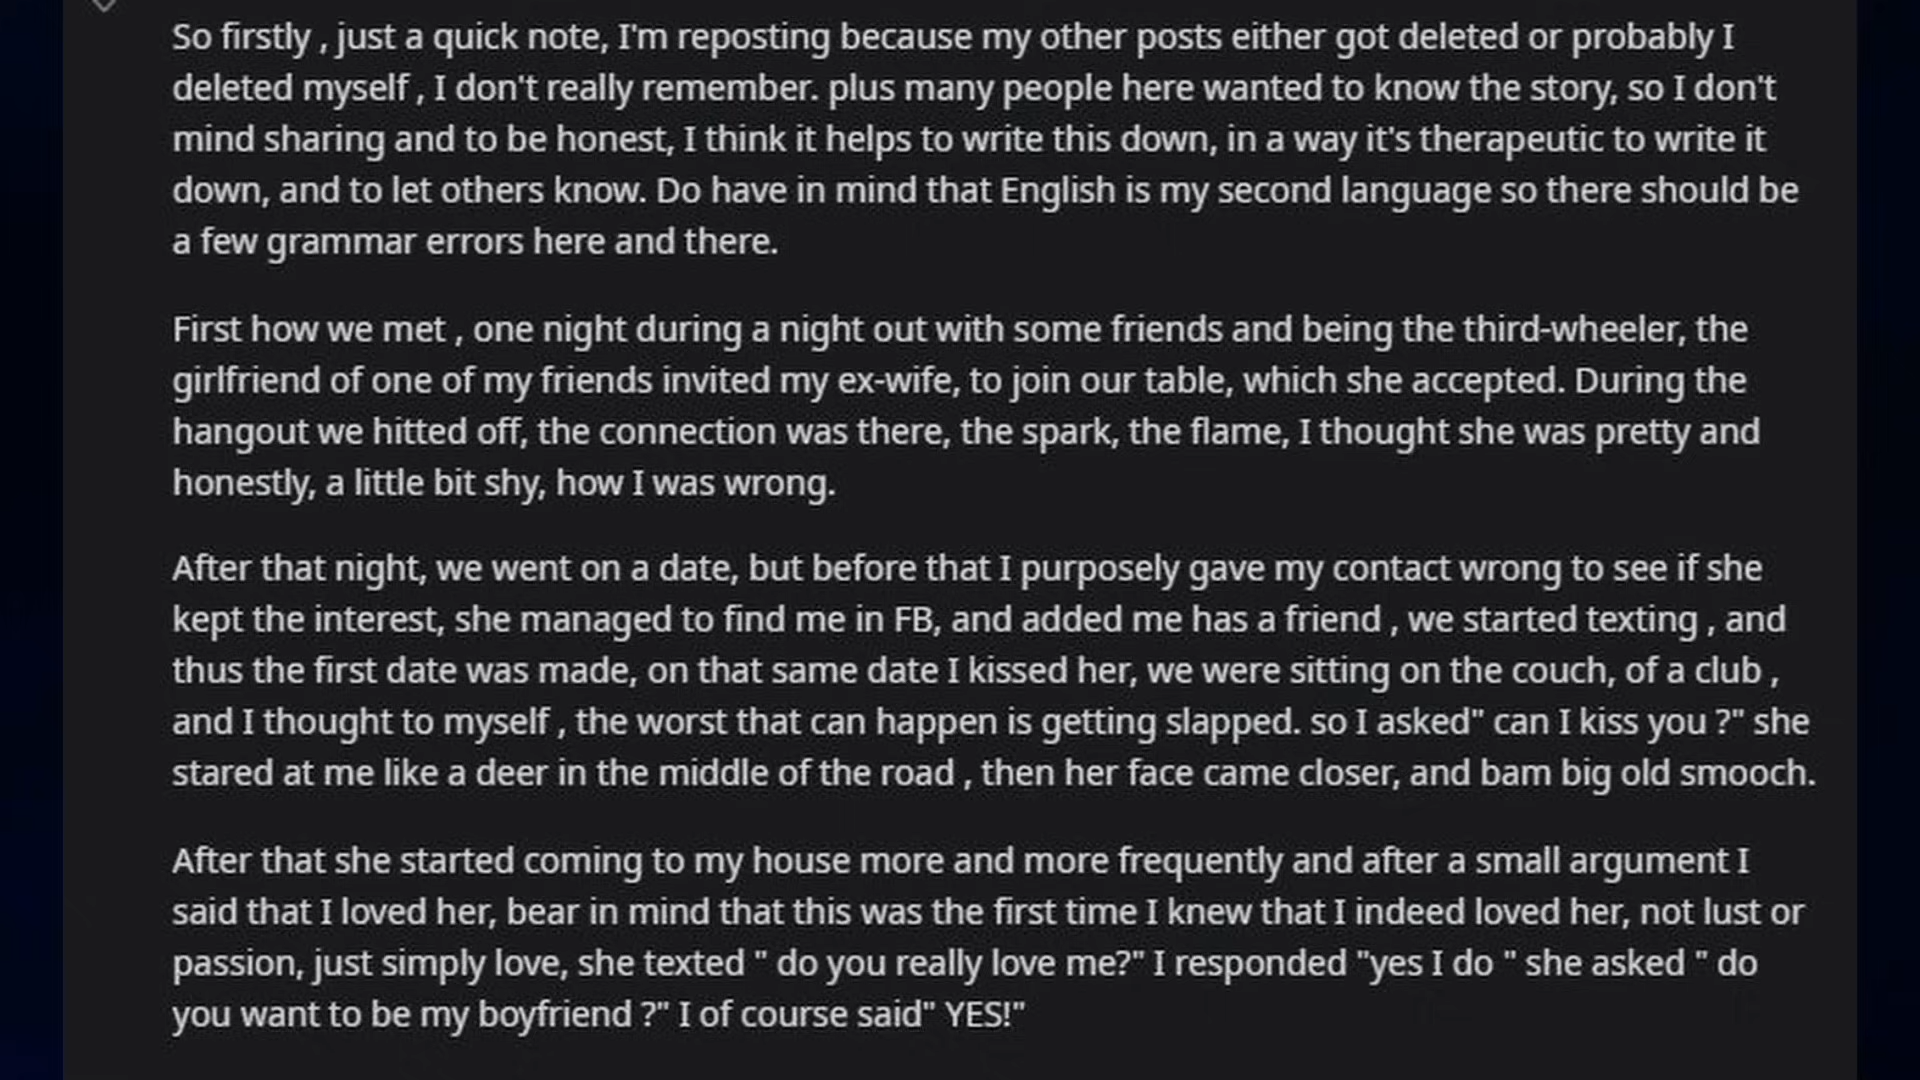 So firstly , just a quick note, I'm reposting because my other posts either got deleted or probably I
deleted myself , I don't really remember. plus many people here wanted to know the story, so I don't
mind sharing and to be honest, I think it helps to write this down, in a way it's therapeutic to write it
down, and to let others know. Do have in mind that English is my second language so there should be
a few grammar errors here and there.
First how we met , one night during a night out with some friends and being the third-wheeler, the
girlfriend of one of my friends invited my ex-wife, to join our table, which she accepted. During the
hangout we hitted off, the connection was there, the spark, the flame, I thought she was pretty and
honestly, a little bit shy, how I was wrong.
After that night, we went on a date, but before that I purposely gave my contact wrong to see if she
kept the interest, she managed to find me in FB, and added me has a friend , we started texting , and
thus the first date was made, on that same date I kissed her, we were sitting on the couch, of a club ,
and I thought to myself , the worst that can happen is getting slapped. so I asked" can I kiss you ?" she
stared at me like a deer in the middle of the road , then her face came closer, and bam big old smooch.
After that she started coming to my house more and more frequently and after a small argument I
said that I loved her, bear in mind that this was the first time I knew that I indeed loved her, not lust or
passion, just simply love, she texted " do you really love me?" I responded "yes I do " she asked " do
you want to be my boyfriend ?" I of course said" YES!"